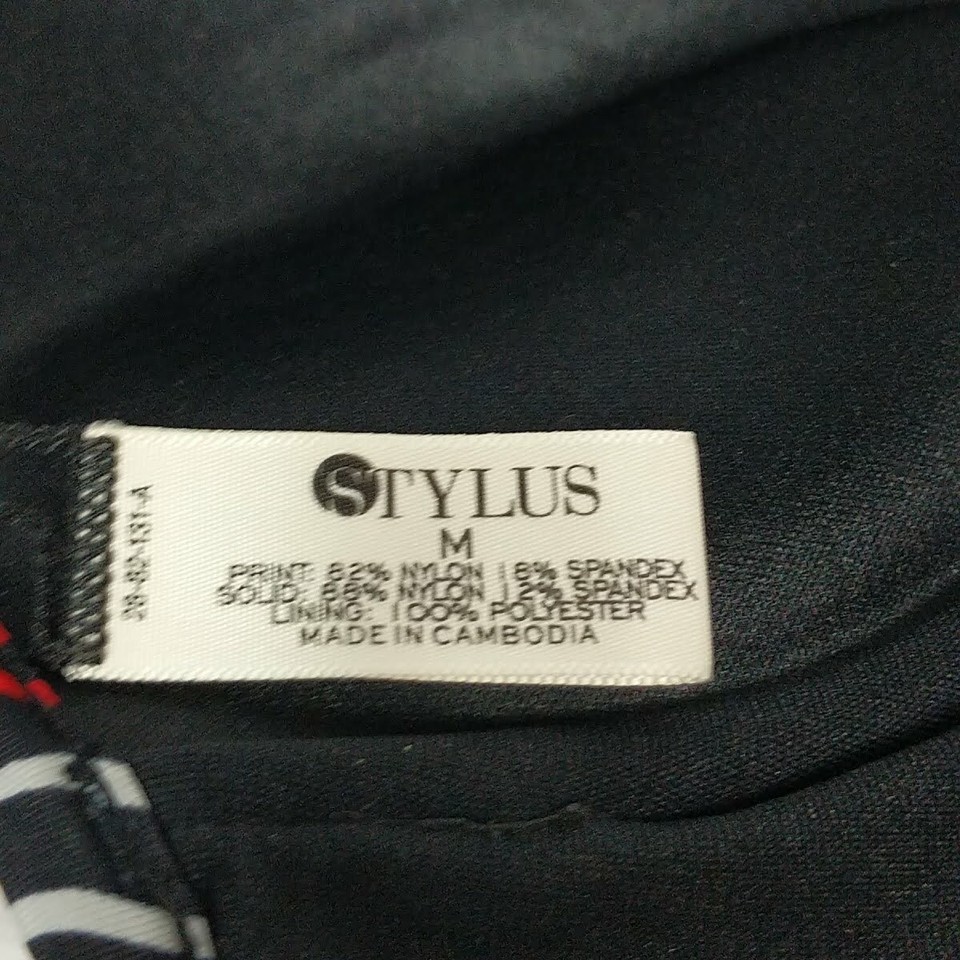 STYLUS
M
PRINT: 82% NYLON 18% SPANDEX
SOLID: 88% NYLON 12% SPANDEX
LINING: 100% POLYESTER
MADE IN CAMBODIA